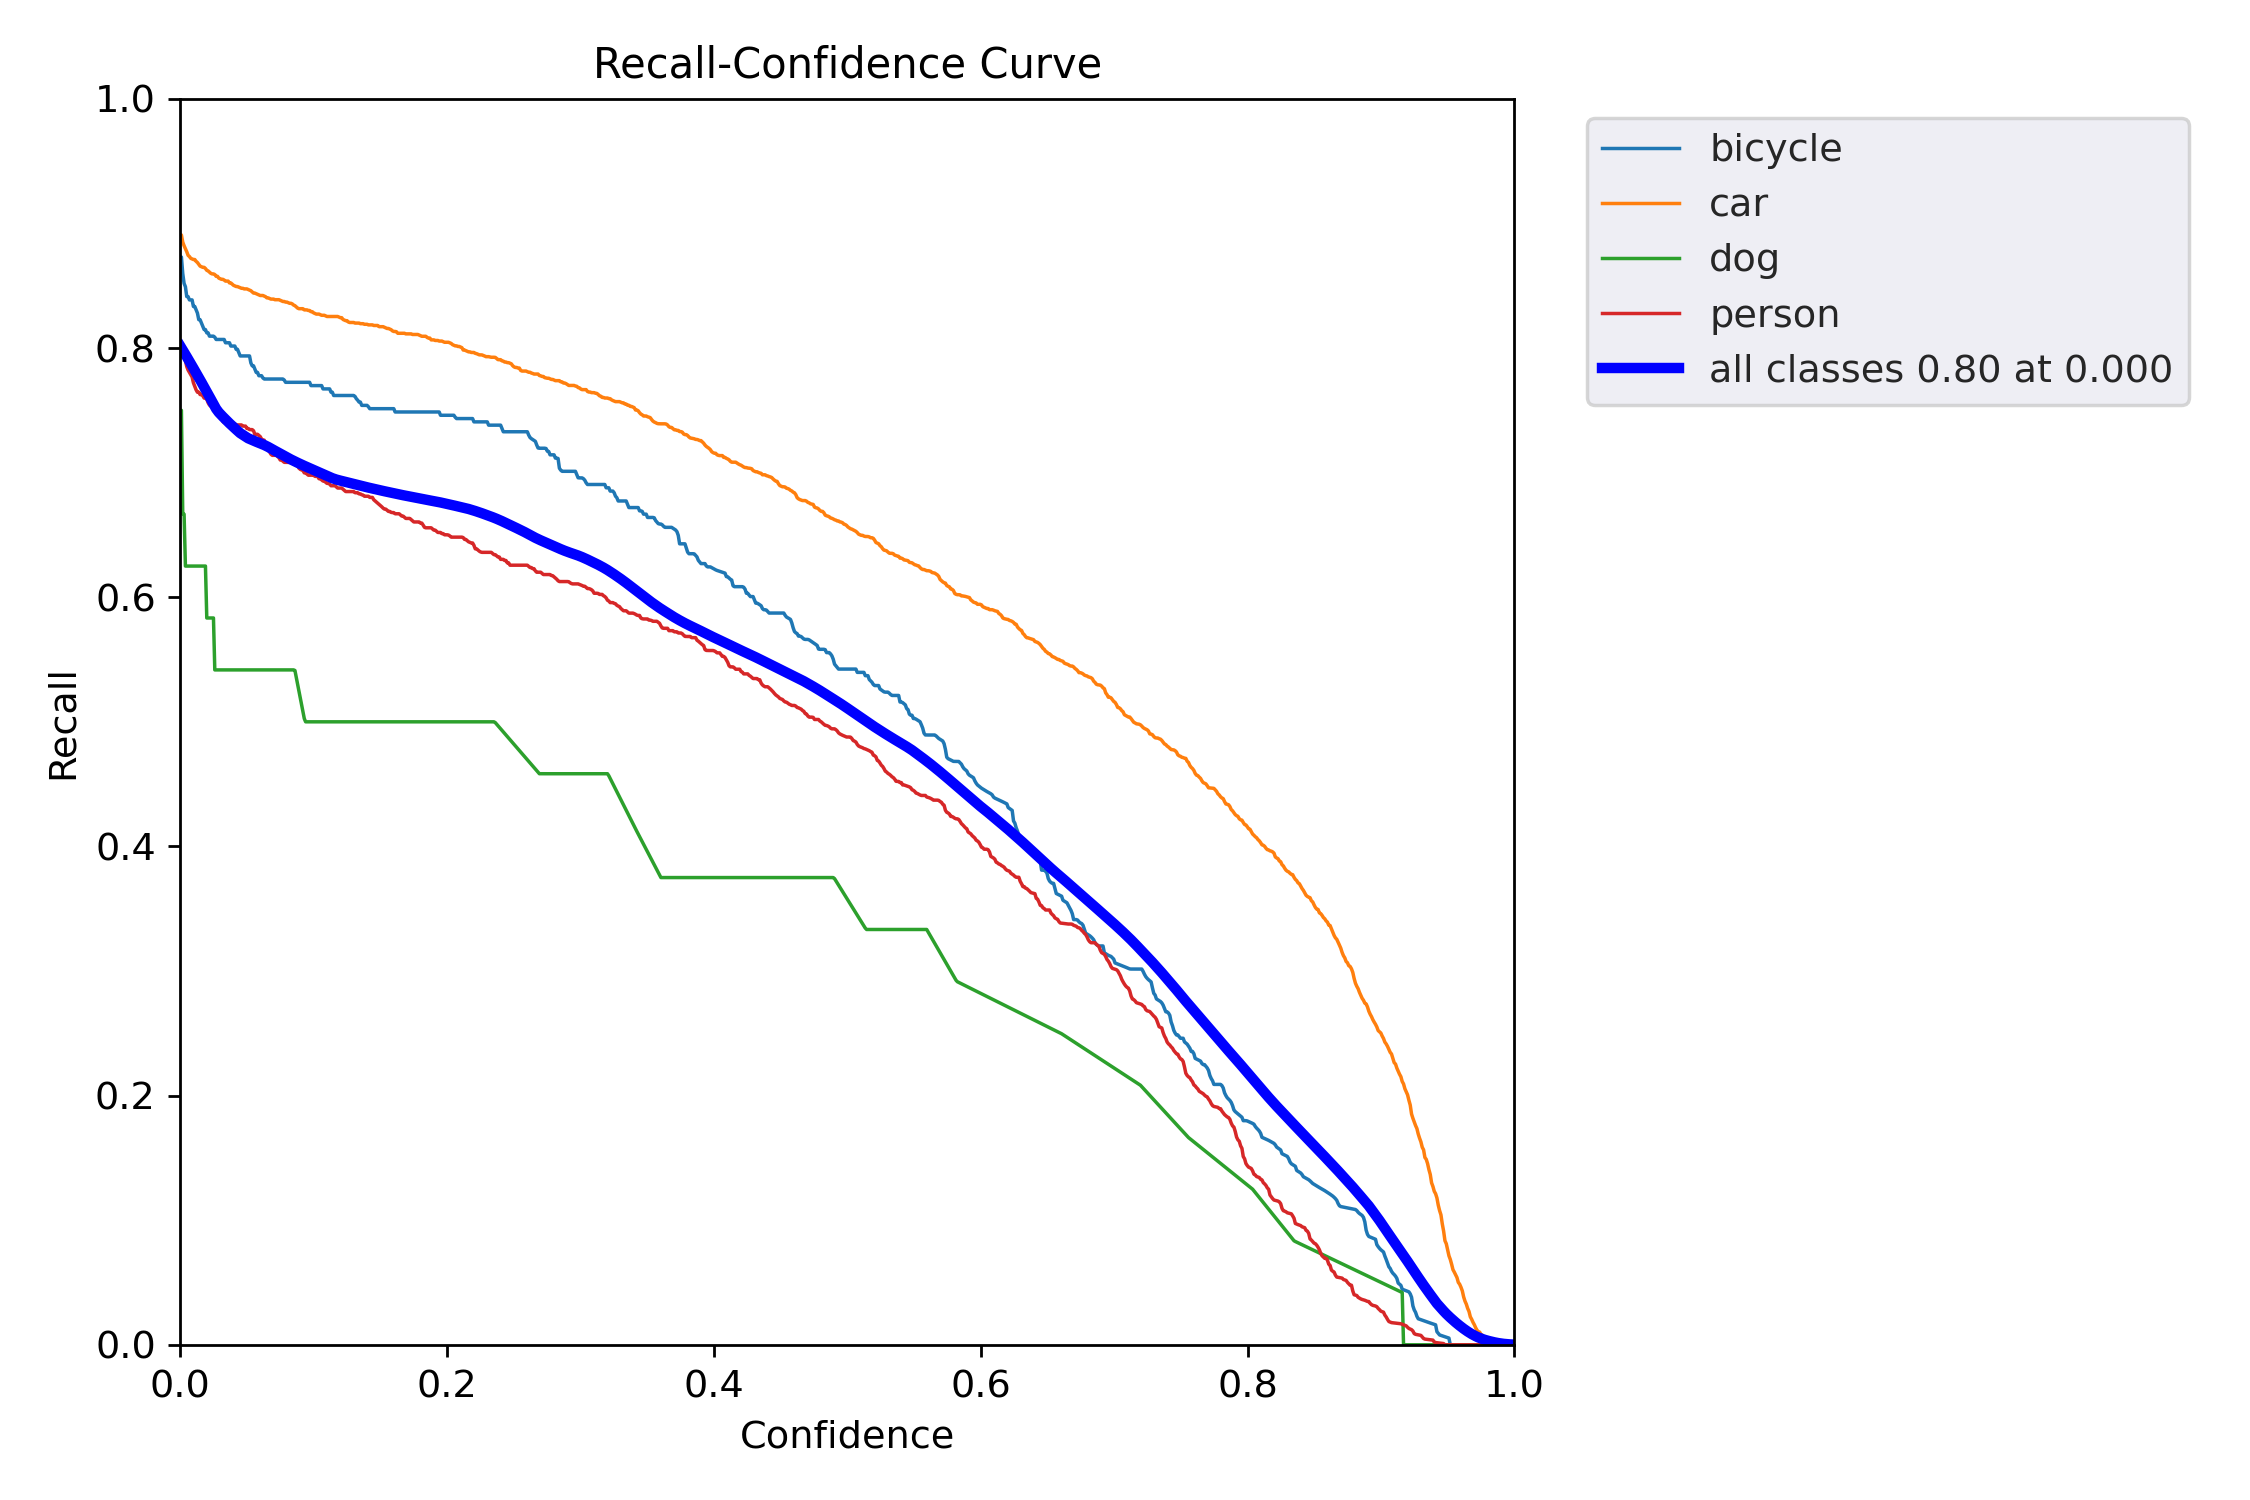 Recall-Confidence Curve
1.0
0.8
0.6
0.4
0.2
0.0
Recall
0.0 0.2 0.4 0.6 0.8 1.0
Confidence
bicycle
car
dog
person
all classes 0.80 at 0.000